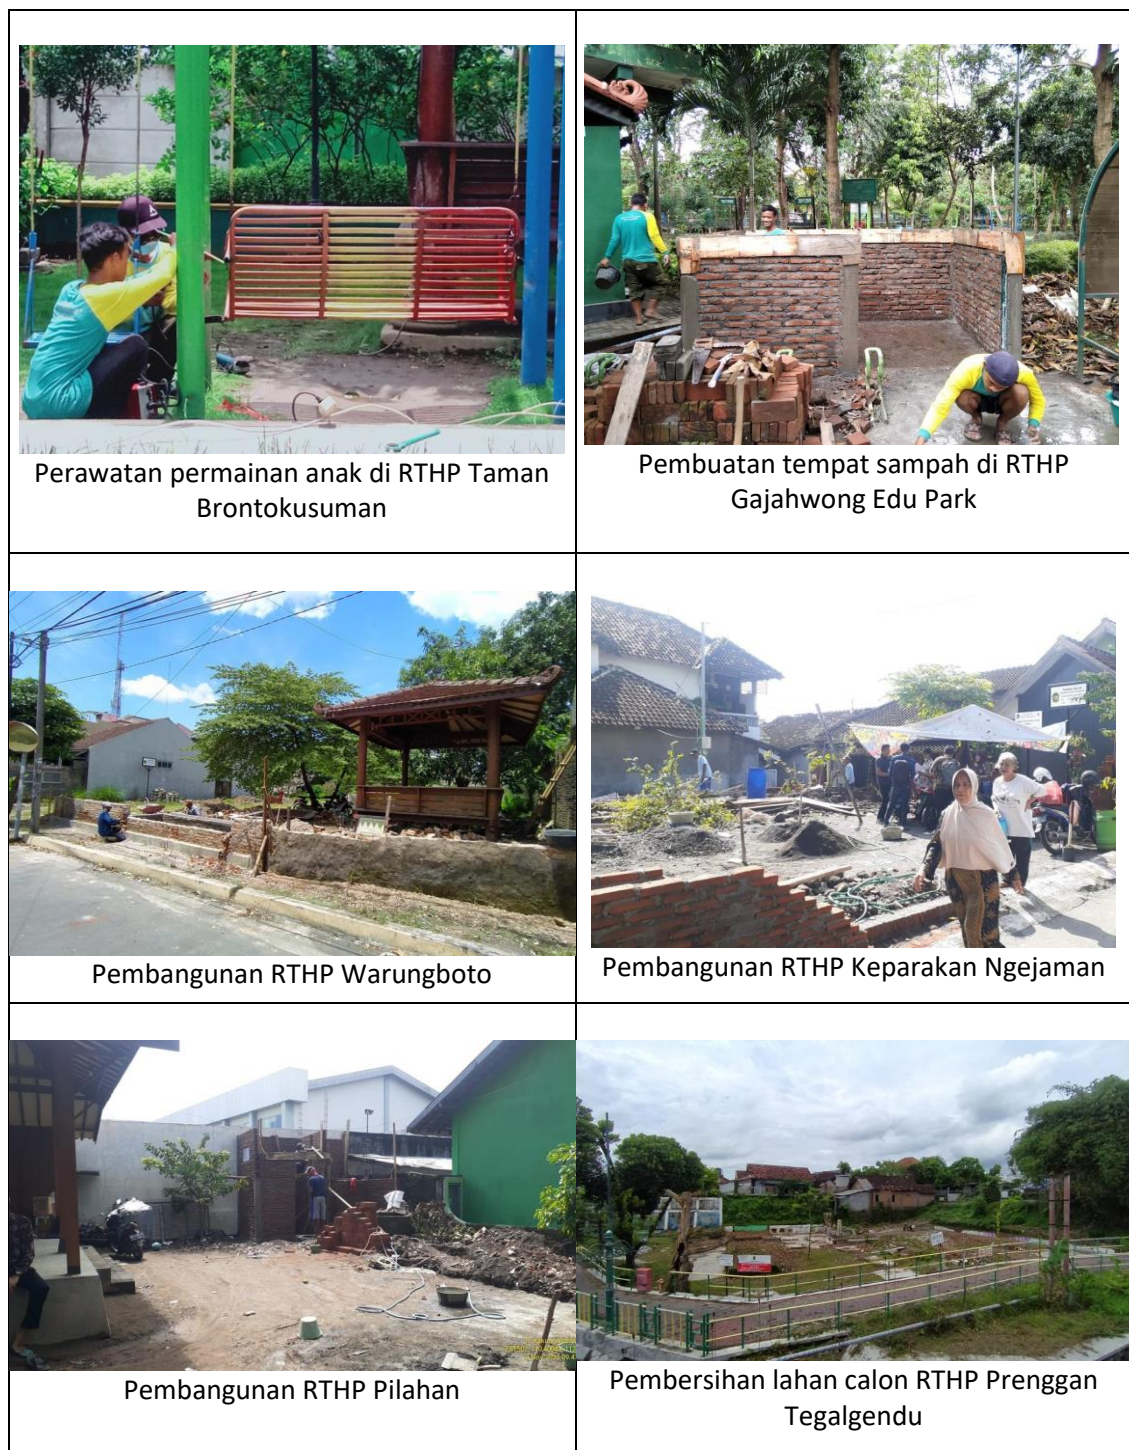 Perawatan permainan anak di RTHP Taman
Brontokusuman
Pembuatan tempat sampah di RTHP
Gajahwong Edu Park
Pembangunan RTHP Warungboto
Pembangunan RTHP Keparakan Ngejaman
Pembangunan RTHP Pilahan
Pembersihan lahan calon RTHP Prenggan
Tegalgendu